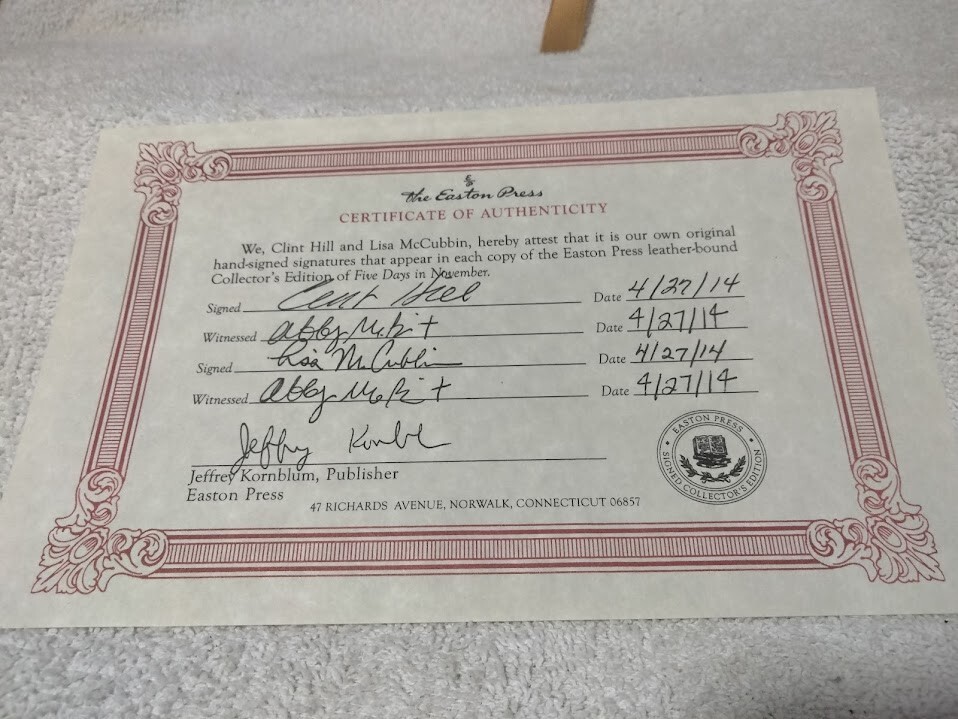 The Easton Press
CERTIFICATE OF AUTHENTICITY
We, Clint Hill and Lisa McCubbin, hereby attest that it is our own original
hand-signed signatures that appear in each copy of the Easton Press leather-bound
Collector's Edition of Five Days in November.
Signed Clint Hill Date 4/27/14
Witnessed Abby Date 4/27/14
Signed Lisa McCubbin Date 4/27/14
Witnessed Abby Date 4/27/14
Jeffrey Kornbl
Jeffrey Kornblum, Publisher
Easton Press
47 RICHARDS AVENUE, NORWALK, CONNECTICUT 06857
EASTON PRESS
SIGNED COLLECTOR'S EDITION